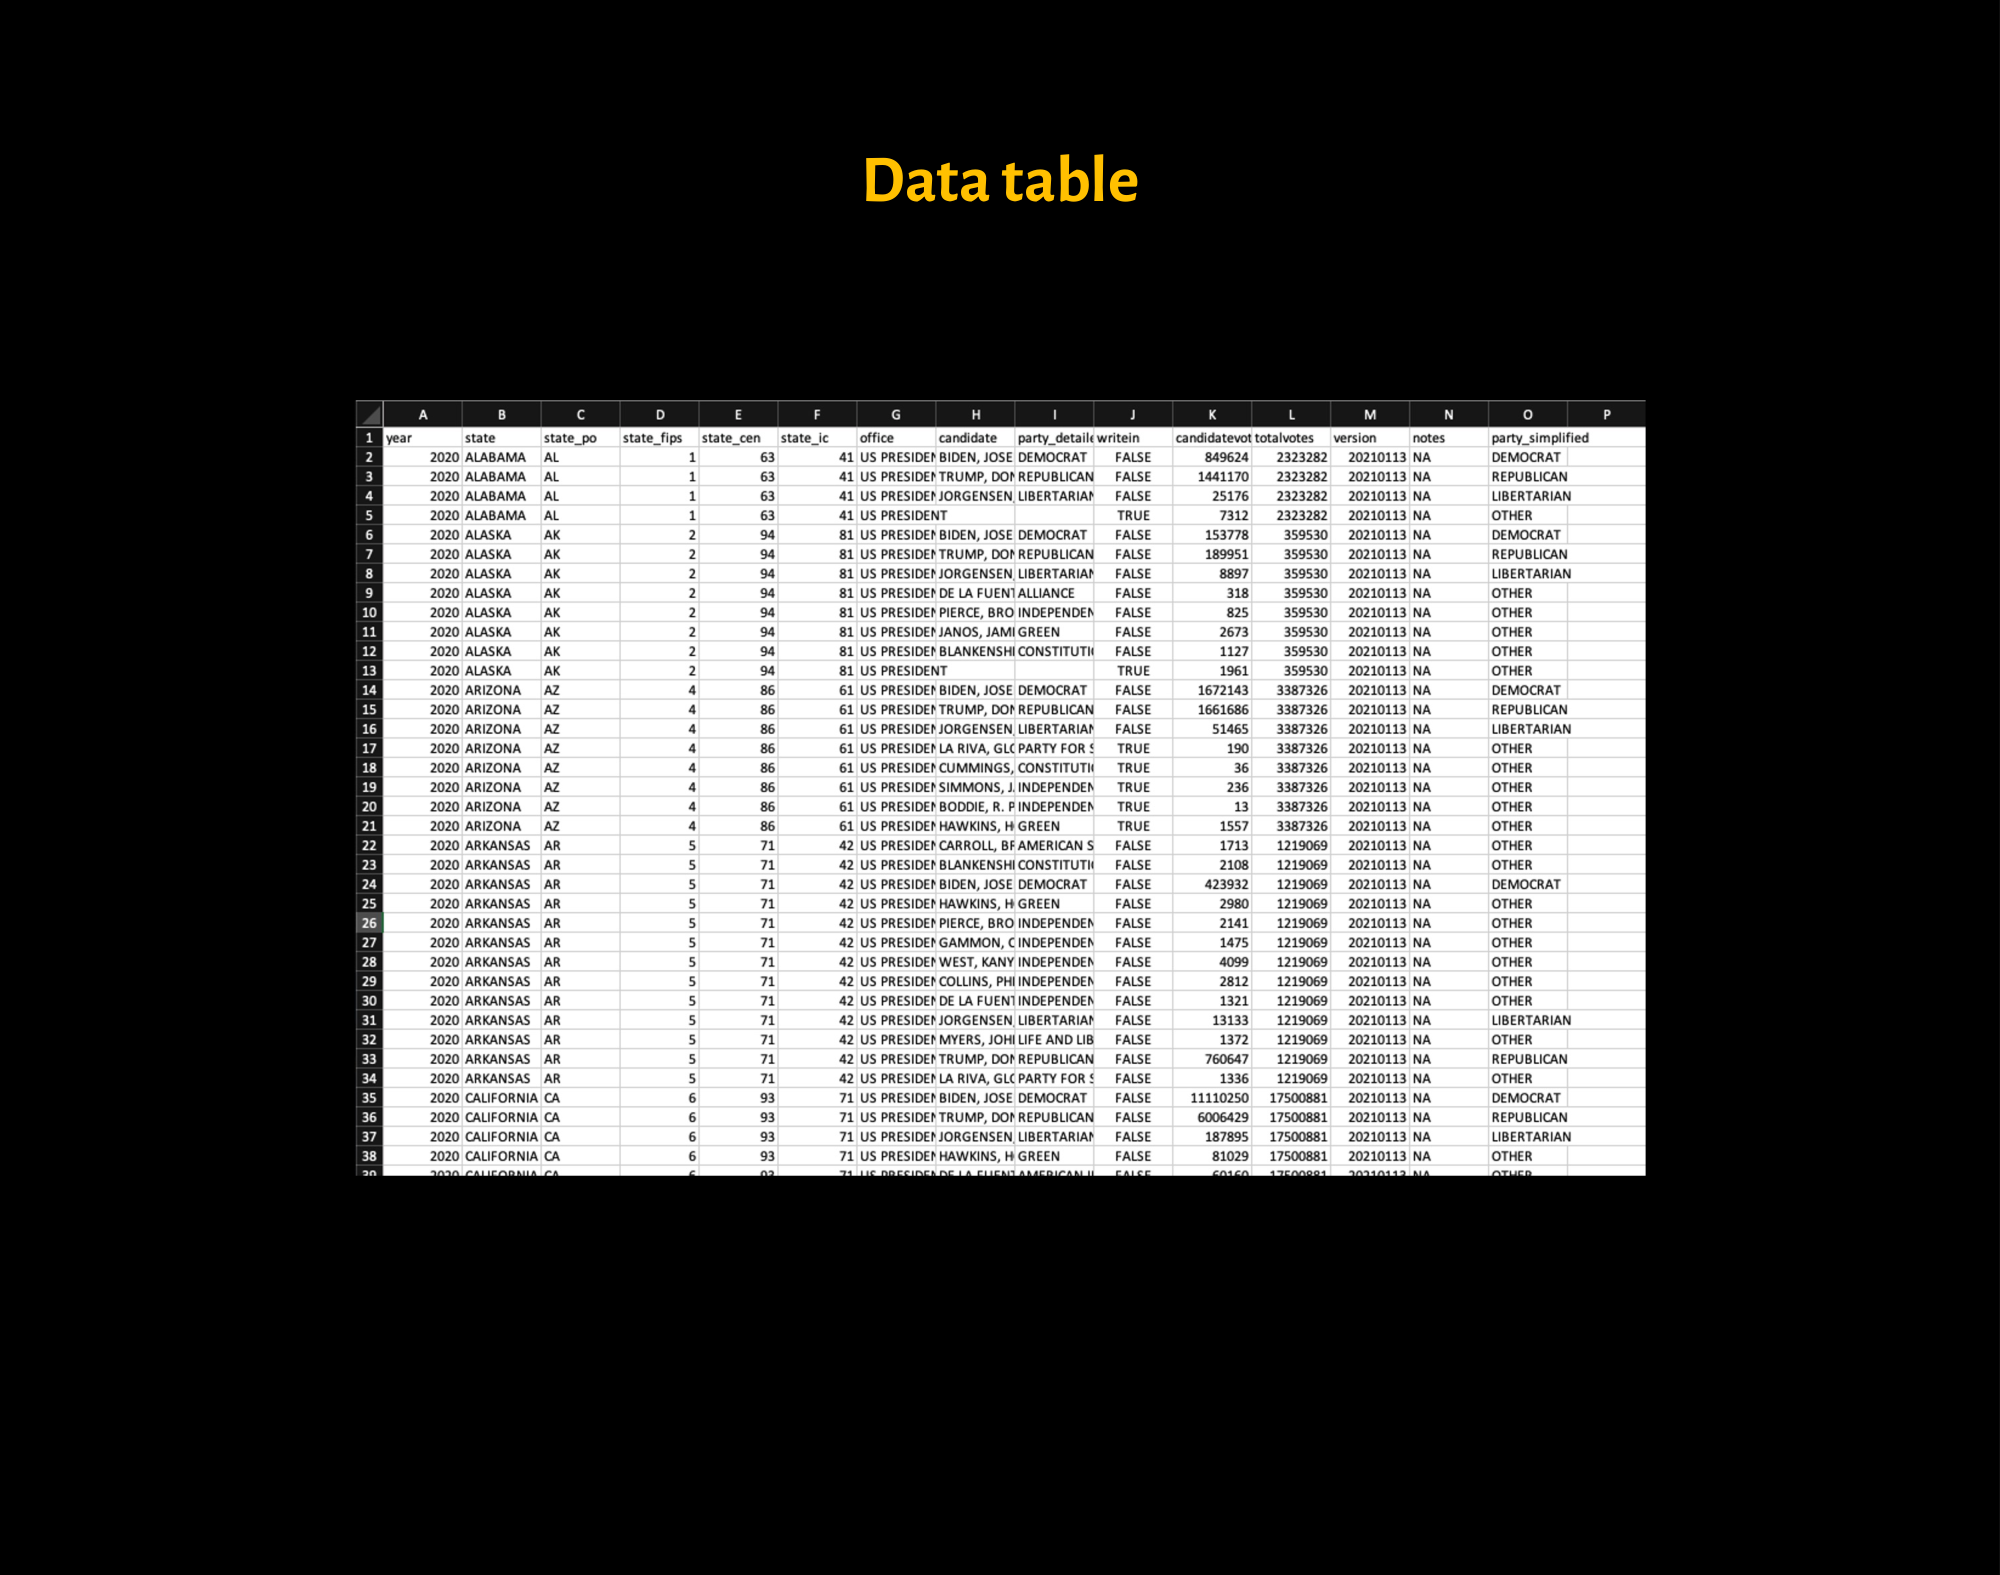 Data table
A B C D E F G H I J K L M N O P
1 year state state_po state_fips state_cen state_ic office candidate party_detaile writein candidatevot totalvotes version notes party_simplified
2 2020 ALABAMA AL 1 63 41 US PRESIDEN BIDEN, JOSE DEMOCRAT FALSE 849624 2323282 20210113 NA DEMOCRAT
3 2020 ALABAMA AL 1 63 41 US PRESIDEN TRUMP, DON REPUBLICAN FALSE 1441170 2323282 20210113 NA REPUBLICAN
4 2020 ALABAMA AL 1 63 41 US PRESIDEN JORGENSEN, LIBERTARIAN FALSE 25176 2323282 20210113 NA LIBERTARIAN
5 2020 ALABAMA AL 1 63 41 US PRESIDENT TRUE 7312 2323282 20210113 NA OTHER
6 2020 ALASKA AK 2 94 81 US PRESIDEN BIDEN, JOSE DEMOCRAT FALSE 153778 359530 20210113 NA DEMOCRAT
7 2020 ALASKA AK 2 94 81 US PRESIDEN TRUMP, DON REPUBLICAN FALSE 189951 359530 20210113 NA REPUBLICAN
8 2020 ALASKA AK 2 94 81 US PRESIDEN JORGENSEN, LIBERTARIAN FALSE 8897 359530 20210113 NA LIBERTARIAN
9 2020 ALASKA AK 2 94 81 US PRESIDEN DE LA FUENT ALLIANCE FALSE 318 359530 20210113 NA OTHER
10 2020 ALASKA AK 2 94 81 US PRESIDEN PIERCE, BRO INDEPENDEN FALSE 825 359530 20210113 NA OTHER
11 2020 ALASKA AK 2 94 81 US PRESIDEN JANOS, JAMI GREEN FALSE 2673 359530 20210113 NA OTHER
12 2020 ALASKA AK 2 94 81 US PRESIDEN BLANKENSHI CONSTITUTI FALSE 1127 359530 20210113 NA OTHER
13 2020 ALASKA AK 2 94 81 US PRESIDENT TRUE 1961 359530 20210113 NA OTHER
14 2020 ARIZONA AZ 4 86 61 US PRESIDEN BIDEN, JOSE DEMOCRAT FALSE 1672143 3387326 20210113 NA DEMOCRAT
15 2020 ARIZONA AZ 4 86 61 US PRESIDEN TRUMP, DON REPUBLICAN FALSE 1661686 3387326 20210113 NA REPUBLICAN
16 2020 ARIZONA AZ 4 86 61 US PRESIDEN JORGENSEN, LIBERTARIAN FALSE 51465 3387326 20210113 NA LIBERTARIAN
17 2020 ARIZONA AZ 4 86 61 US PRESIDEN LA RIVA, GLO PARTY FOR S TRUE 190 3387326 20210113 NA OTHER
18 2020 ARIZONA AZ 4 86 61 US PRESIDEN CUMMINGS, CONSTITUTI TRUE 36 3387326 20210113 NA OTHER
19 2020 ARIZONA AZ 4 86 61 US PRESIDEN SIMMONS, J. INDEPENDEN TRUE 236 3387326 20210113 NA OTHER
20 2020 ARIZONA AZ 4 86 61 US PRESIDEN BODDIE, R. P INDEPENDEN TRUE 13 3387326 20210113 NA OTHER
21 2020 ARIZONA AZ 4 86 61 US PRESIDEN HAWKINS, H GREEN TRUE 1557 3387326 20210113 NA OTHER
22 2020 ARKANSAS AR 5 71 42 US PRESIDEN CARROLL, BR AMERICAN S FALSE 1713 1219069 20210113 NA OTHER
23 2020 ARKANSAS AR 5 71 42 US PRESIDEN BLANKENSHI CONSTITUTI FALSE 2108 1219069 20210113 NA OTHER
24 2020 ARKANSAS AR 5 71 42 US PRESIDEN BIDEN, JOSE DEMOCRAT FALSE 423932 1219069 20210113 NA DEMOCRAT
25 2020 ARKANSAS AR 5 71 42 US PRESIDEN HAWKINS, H GREEN FALSE 2980 1219069 20210113 NA OTHER
26 2020 ARKANSAS AR 5 71 42 US PRESIDEN PIERCE, BRO INDEPENDEN FALSE 2141 1219069 20210113 NA OTHER
27 2020 ARKANSAS AR 5 71 42 US PRESIDEN GAMMON, C INDEPENDEN FALSE 1475 1219069 20210113 NA OTHER
28 2020 ARKANSAS AR 5 71 42 US PRESIDEN WEST, KANY INDEPENDEN FALSE 4099 1219069 20210113 NA OTHER
29 2020 ARKANSAS AR 5 71 42 US PRESIDEN COLLINS, PHI INDEPENDEN FALSE 2812 1219069 20210113 NA OTHER
30 2020 ARKANSAS AR 5 71 42 US PRESIDEN DE LA FUENT INDEPENDEN FALSE 1321 1219069 20210113 NA OTHER
31 2020 ARKANSAS AR 5 71 42 US PRESIDEN JORGENSEN, LIBERTARIAN FALSE 13133 1219069 20210113 NA LIBERTARIAN
32 2020 ARKANSAS AR 5 71 42 US PRESIDEN MYERS, JOHI LIFE AND LIB FALSE 1372 1219069 20210113 NA OTHER
33 2020 ARKANSAS AR 5 71 42 US PRESIDEN TRUMP, DON REPUBLICAN FALSE 760647 1219069 20210113 NA REPUBLICAN
34 2020 ARKANSAS AR 5 71 42 US PRESIDEN LA RIVA, GLO PARTY FOR S FALSE 1336 1219069 20210113 NA OTHER
35 2020 CALIFORNIA CA 6 93 71 US PRESIDEN BIDEN, JOSE DEMOCRAT FALSE 11110250 17500881 20210113 NA DEMOCRAT
36 2020 CALIFORNIA CA 6 93 71 US PRESIDEN TRUMP, DON REPUBLICAN FALSE 6006429 17500881 20210113 NA REPUBLICAN
37 2020 CALIFORNIA CA 6 93 71 US PRESIDEN JORGENSEN, LIBERTARIAN FALSE 187895 17500881 20210113 NA LIBERTARIAN
38 2020 CALIFORNIA CA 6 93 71 US PRESIDEN HAWKINS, H GREEN FALSE 81029 17500881 20210113 NA OTHER